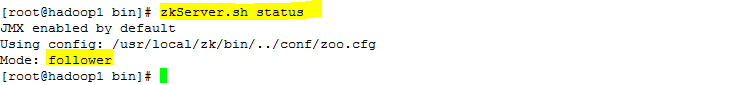 [root@hadoop1 bin]# zkServer.sh status
JMX enabled by default
Using config: /usr/local/zk/bin/../conf/zoo.cfg
Mode: follower
[root@hadoop1 bin]#